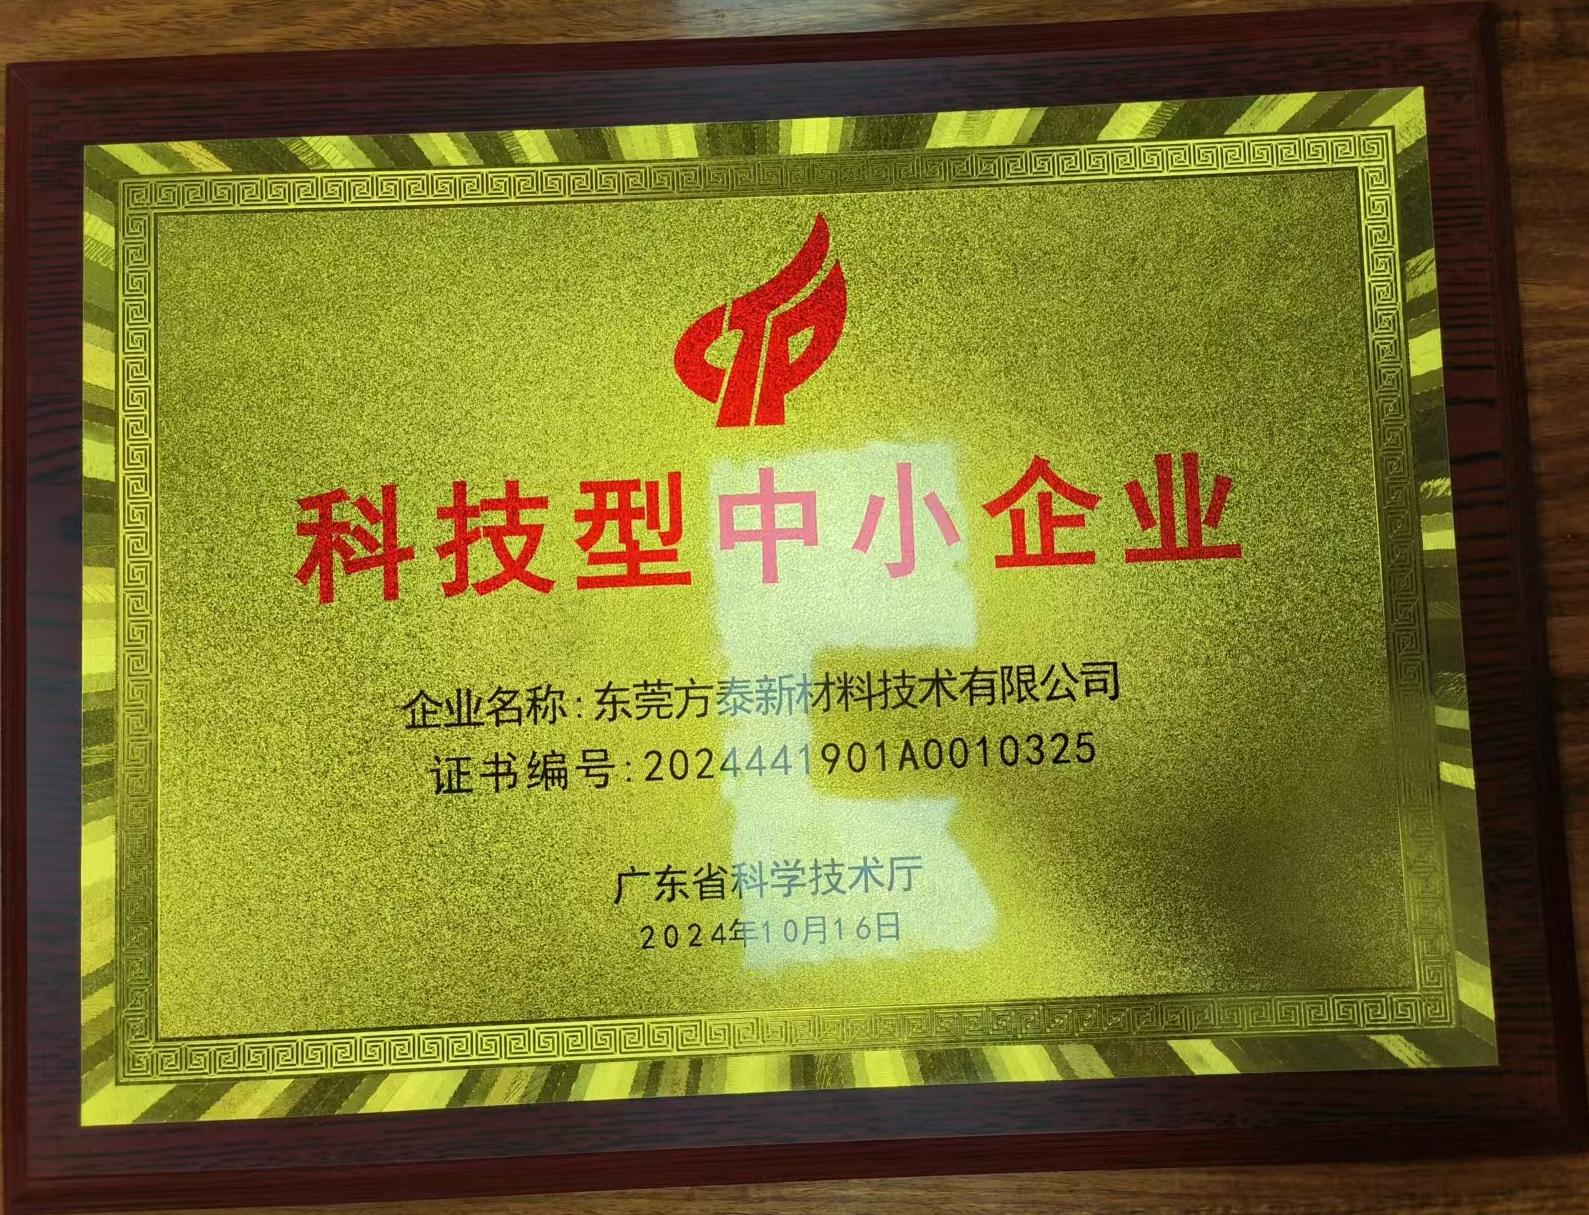 科技型中小企业
企业名称:东莞方泰新材料技术有限公司
证书编号:2024441901A0010325
广东省科学技术厅
2024年10月16日